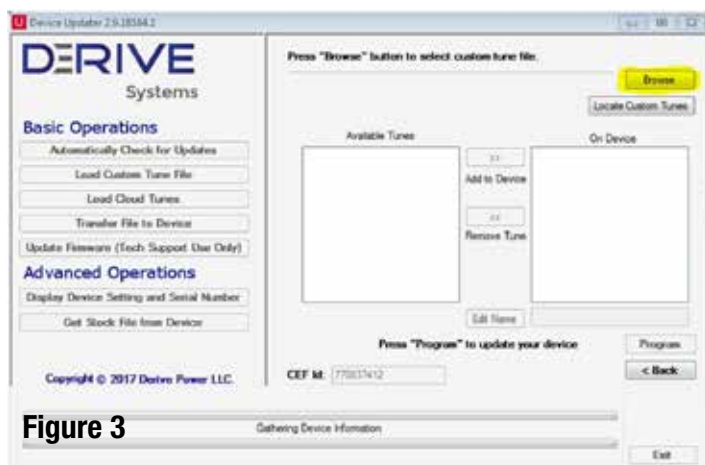 Device Updater 2.9.18564.2
DERIVE
Systems
Basic Operations
Automatically Check for Updates
Load Custom Tune File
Load Cloud Tunes
Transfer File to Device
Update Firmware (Tech Support Use Only)
Advanced Operations
Display Device Setting and Serial Number
Get Stock File from Device
Copyright © 2017 Derive Power LLC.
Press "Browse" button to select custom tune file.
Browse
Locate Custom Tunes
Available Tunes
On Device
>>
Add to Device
<<
Remove Tune
Edit Name
Press "Program" to update your device
Program
CEF Id:
< Back
Figure 3
Gathering Device Information
Exit